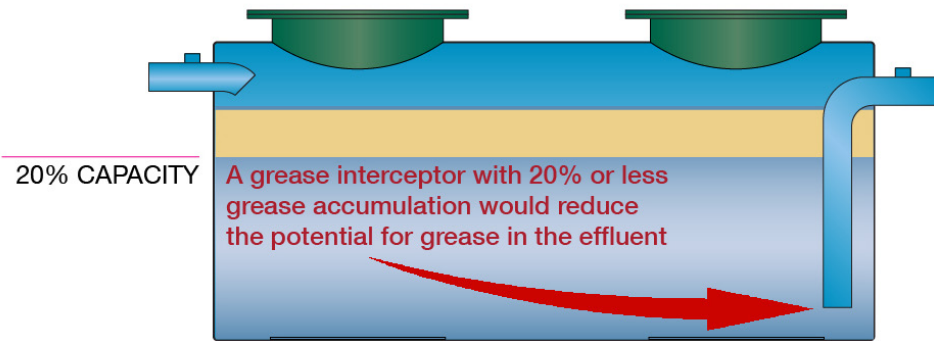 20% CAPACITY
A grease interceptor with 20% or less
grease accumulation would reduce
the potential for grease in the effluent